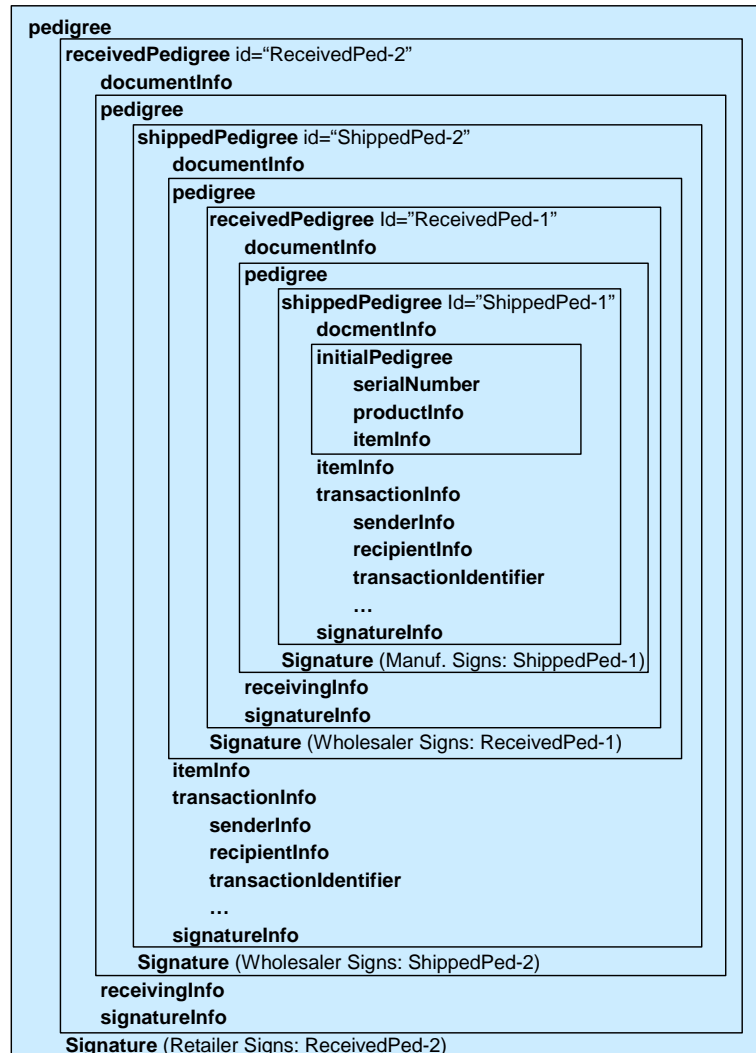 pedigree
receivedPedigree id=“ReceivedPed-2”
documentInfo
pedigree
shippedPedigree id=“ShippedPed-2”
documentInfo
pedigree
receivedPedigree Id=”ReceivedPed-1”
documentInfo
pedigree
shippedPedigree Id=”ShippedPed-1”
docmentInfo
initialPedigree
serialNumber
productInfo
itemInfo
itemInfo
transactionInfo
senderInfo
recipientInfo
transactionIdentifier
…
signatureInfo
Signature (Manuf. Signs: ShippedPed-1)
receivingInfo
signatureInfo
Signature (Wholesaler Signs: ReceivedPed-1)
itemInfo
transactionInfo
senderInfo
recipientInfo
transactionIdentifier
…
signatureInfo
Signature (Wholesaler Signs: ShippedPed-2)
receivingInfo
signatureInfo
Signature (Retailer Signs: ReceivedPed-2)